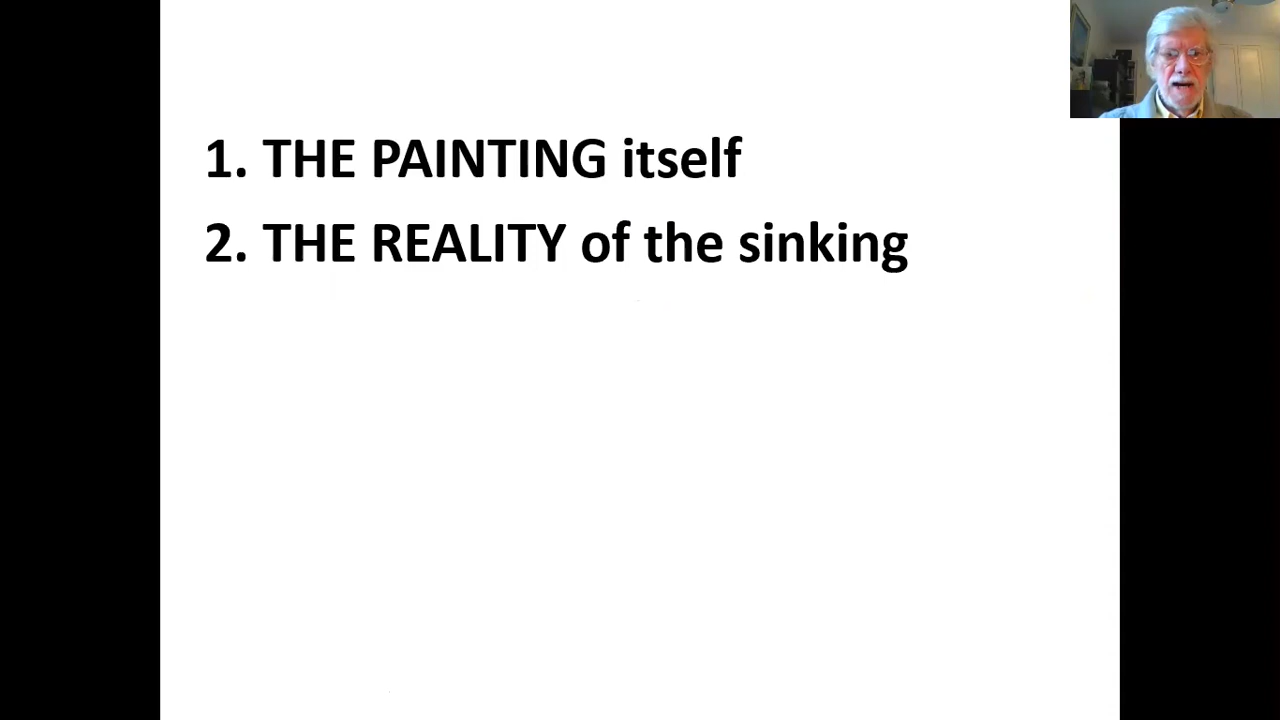 1. THE PAINTING itself
2. THE REALITY of the sinking